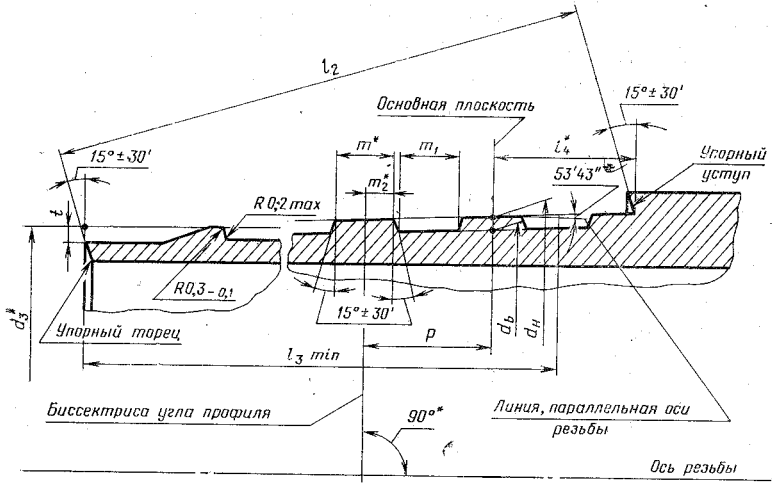 l₂
Основная плоскость
15°±30'
15°±30'
m*
m₁
l₄*
53'43"*
Упорный
уступ
m₂*
R0,2 max
t
R0,3-0,1
15°±30'
d₃*
Упорный торец
P
dь
dн
l₃ min
Биссектриса угла профиля
Линия, параллельная оси
резьбы
90°*
Ось резьбы